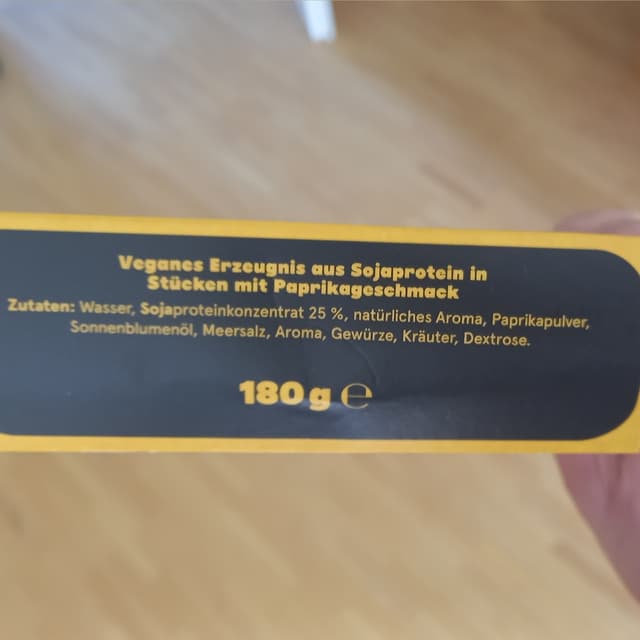 Veganes Erzeugnis aus Sojaprotein in
Stücken mit Paprikageschmack
Zutaten: Wasser, Sojaproteinkonzentrat 25 %, natürliches Aroma, Paprikapulver,
Sonnenblumenöl, Meersalz, Aroma, Gewürze, Kräuter, Dextrose.
180 g ℮